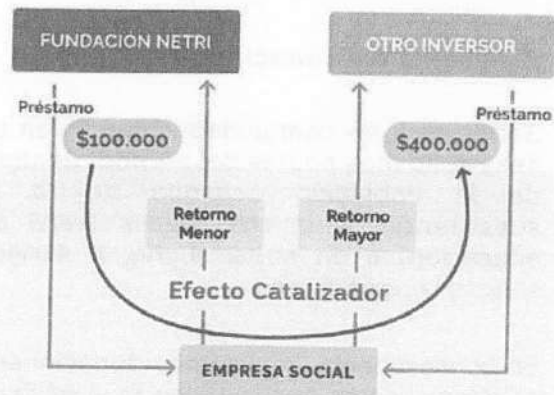 FUNDACIÓN NETRI
OTRO INVERSOR
Préstamo
Préstamo
$100.000
$400.000
Retorno
Menor
Retorno
Mayor
Efecto Catalizador
EMPRESA SOCIAL